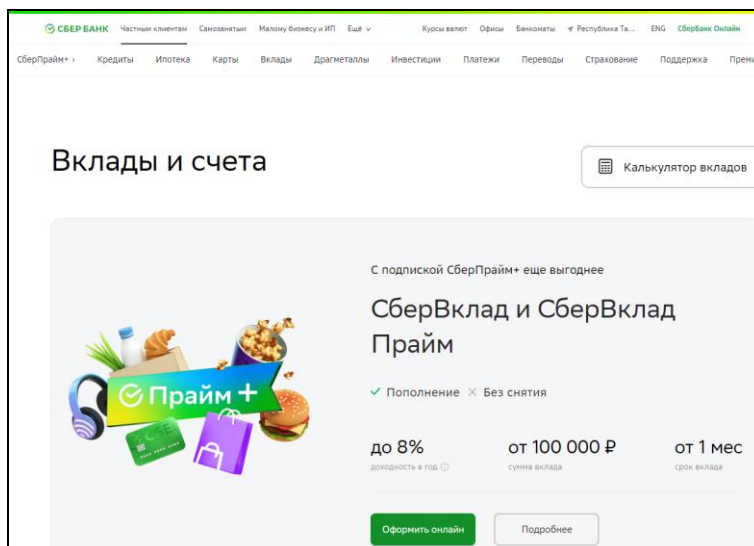 СБЕР БАНК Частным клиентам Самозанятым Малому бизнесу и ИП Ещё Курсы валют Офисы Банкоматы Республика Та... ENG Сбербанк Онлайн
СберПрайм+ Кредиты Ипотека Карты Вклады Драгметаллы Инвестиции Платежи Переводы Страхование Поддержка Преми
Вклады и счета
Калькулятор вкладов
С подпиской СберПрайм+ еще выгоднее
СберВклад и СберВклад
Прайм
Пополнение Без снятия
Прайм+
до 8% от 100 000 ₽ от 1 мес
доходность в год сумма вклада срок вклада
Оформить онлайн Подробнее